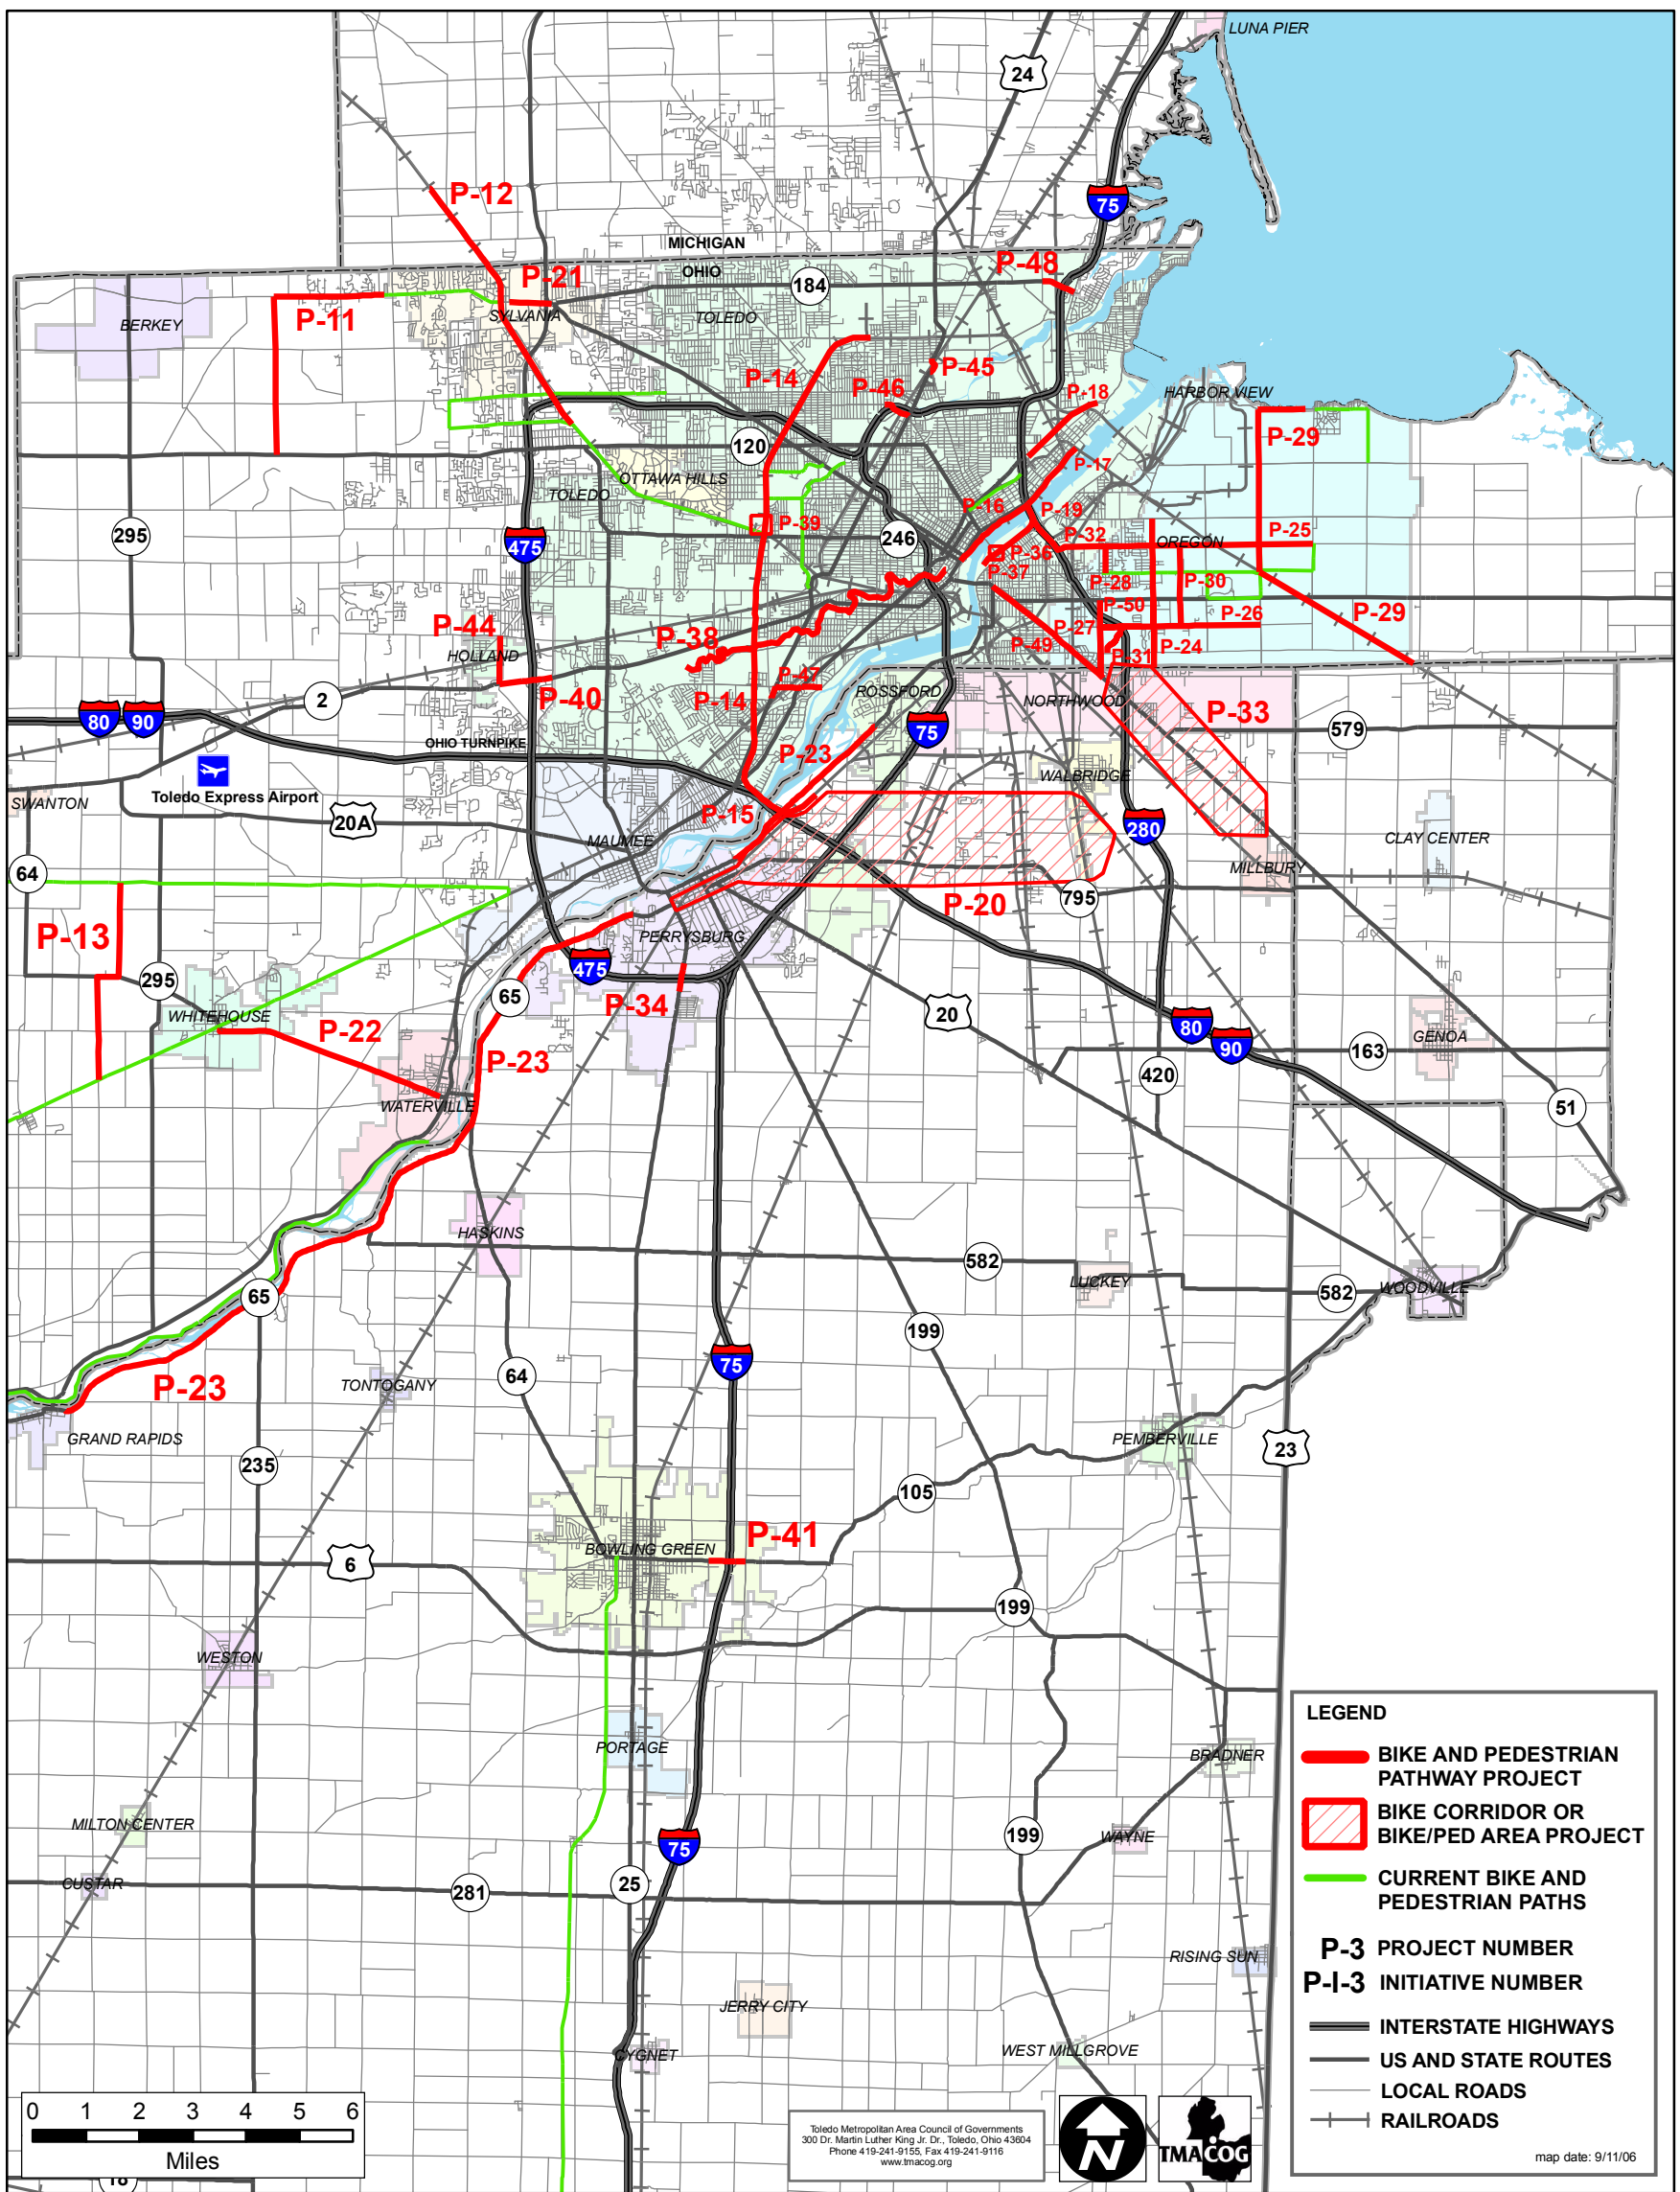 LUNA PIER
24
P-12
75
MICHIGAN
OHIO
P-48
P-21
184
BERKEY
P-11
SYLVANIA
TOLEDO
P-45
P-14
P-46
P-18
HARBOR VIEW
P-29
120
P-17
OTTAWA HILLS
TOLEDO
P-16
P-19
P-39
295
475
246
P-32
P-25
OREGON
P-36
P-37
P-28
P-30
P-50
P-26
P-29
P-44
P-38
P-27
P-49
P-31
P-24
HOLLAND
P-47
ROSSFORD
2
P-40
P-14
NORTHWOOD
P-33
80
90
75
579
OHIO TURNPIKE
P-23
WALBRIDGE
Toledo Express Airport
SWANTON
20A
P-15
MAUMEE
280
CLAY CENTER
64
MILLBURY
P-20
795
P-13
PERRYSBURG
295
475
65
P-34
WHITEHOUSE
P-22
20
80
90
GENOA
163
P-23
420
WATERVILLE
51
HASKINS
582
LUCKEY
65
582
WOODVILLE
199
75
P-23
TONTOGANY
64
GRAND RAPIDS
PEMBERVILLE
23
235
105
P-41
BOWLING GREEN
6
199
WESTON
PORTAGE
BRADNER
MILTON CENTER
75
199
WAYNE
CUSTAR
281
25
RISING SUN
JERRY CITY
WEST MILLGROVE
CYGNET
18
0 1 2 3 4 5 6
Miles
Toledo Metropolitan Area Council of Governments
300 Dr. Martin Luther King Jr. Dr., Toledo, Ohio 43604
Phone 419-241-9155, Fax 419-241-9116
www.tmacog.org
N
TMACOG
LEGEND
BIKE AND PEDESTRIAN
PATHWAY PROJECT
BIKE CORRIDOR OR
BIKE/PED AREA PROJECT
CURRENT BIKE AND
PEDESTRIAN PATHS
P-3 PROJECT NUMBER
P-I-3 INITIATIVE NUMBER
INTERSTATE HIGHWAYS
US AND STATE ROUTES
LOCAL ROADS
RAILROADS
map date: 9/11/06